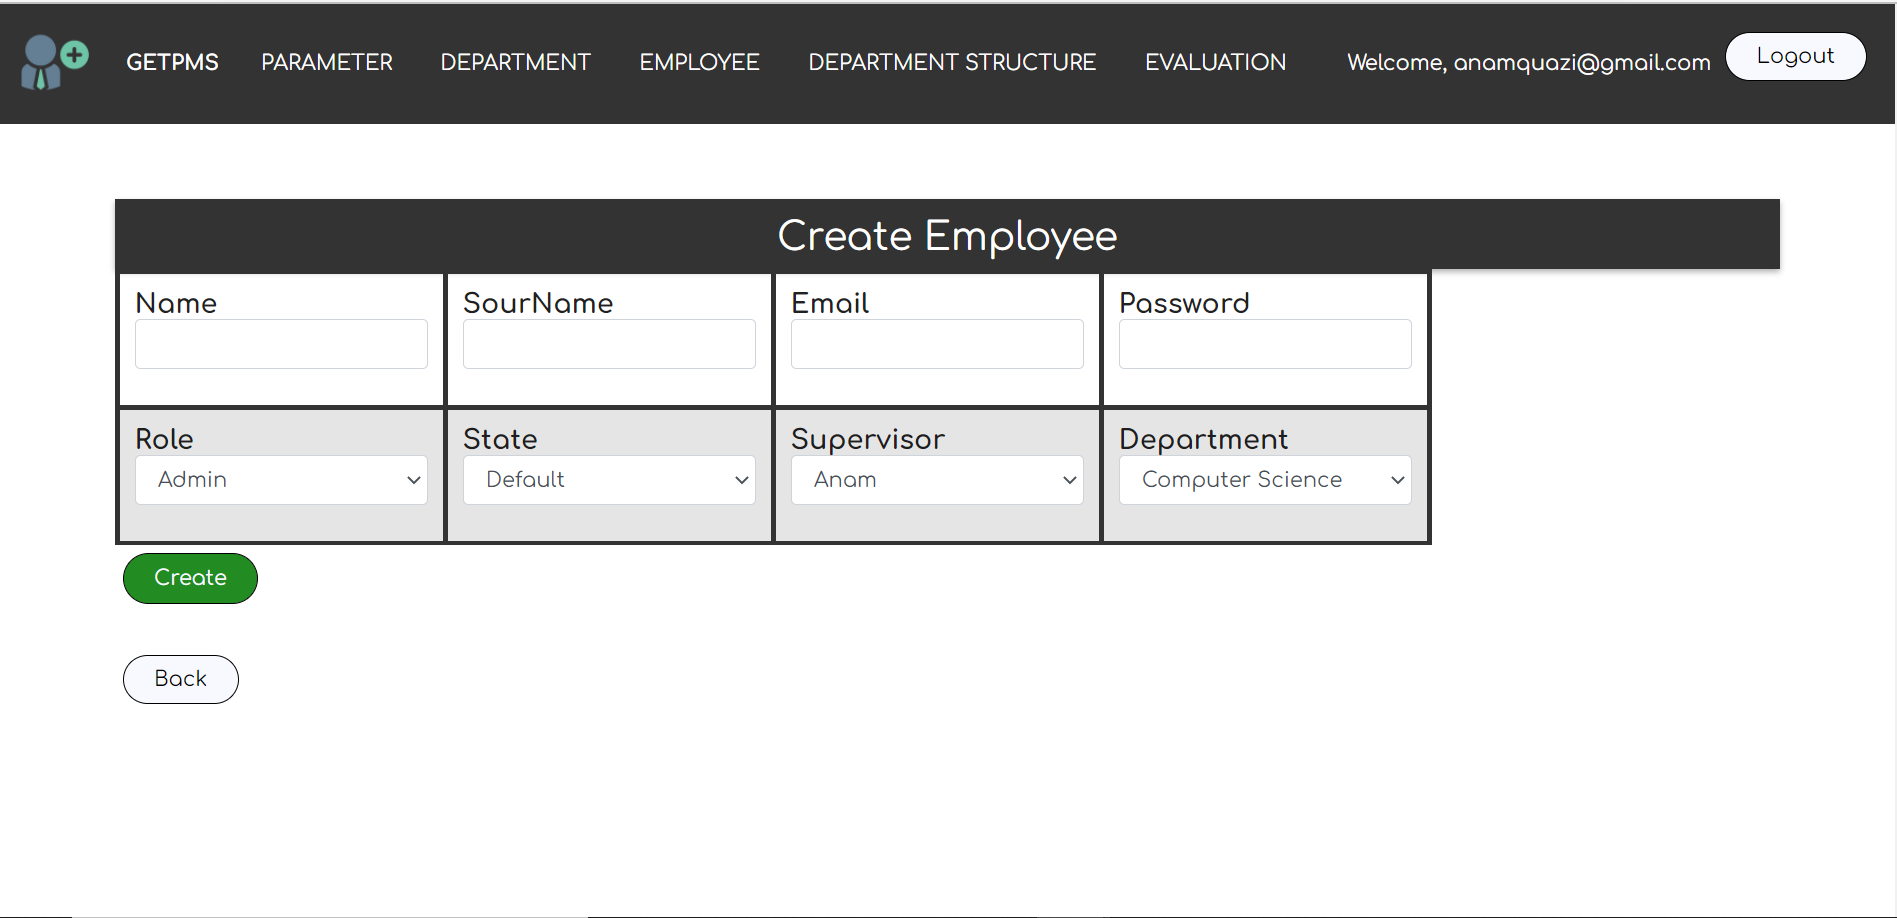 GETPMS PARAMETER DEPARTMENT EMPLOYEE DEPARTMENT STRUCTURE EVALUATION Welcome, anamquazi@gmail.com Logout
Create Employee
Name SourName Email Password
Role State Supervisor Department
Admin Default Anam Computer Science
Create
Back